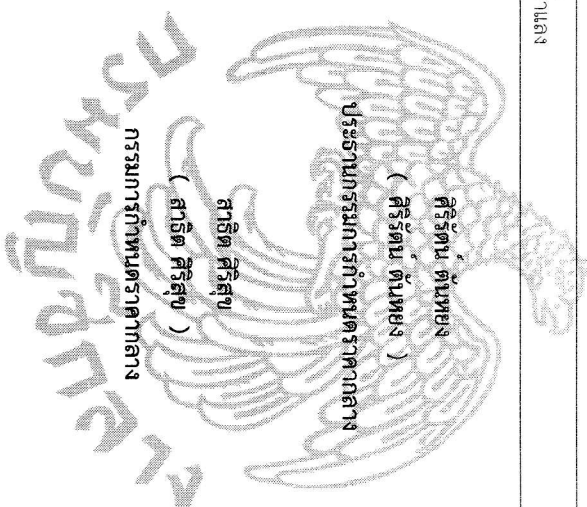 ศิริรัตน์ ตันหยง
( ศิริรัตน์ ตันหยง )
ประธานกรรมการกำหนดราคากลาง
สาธิต ศิริสุข
( สาธิต ศิริสุข )
กรรมการกำหนดราคากลาง